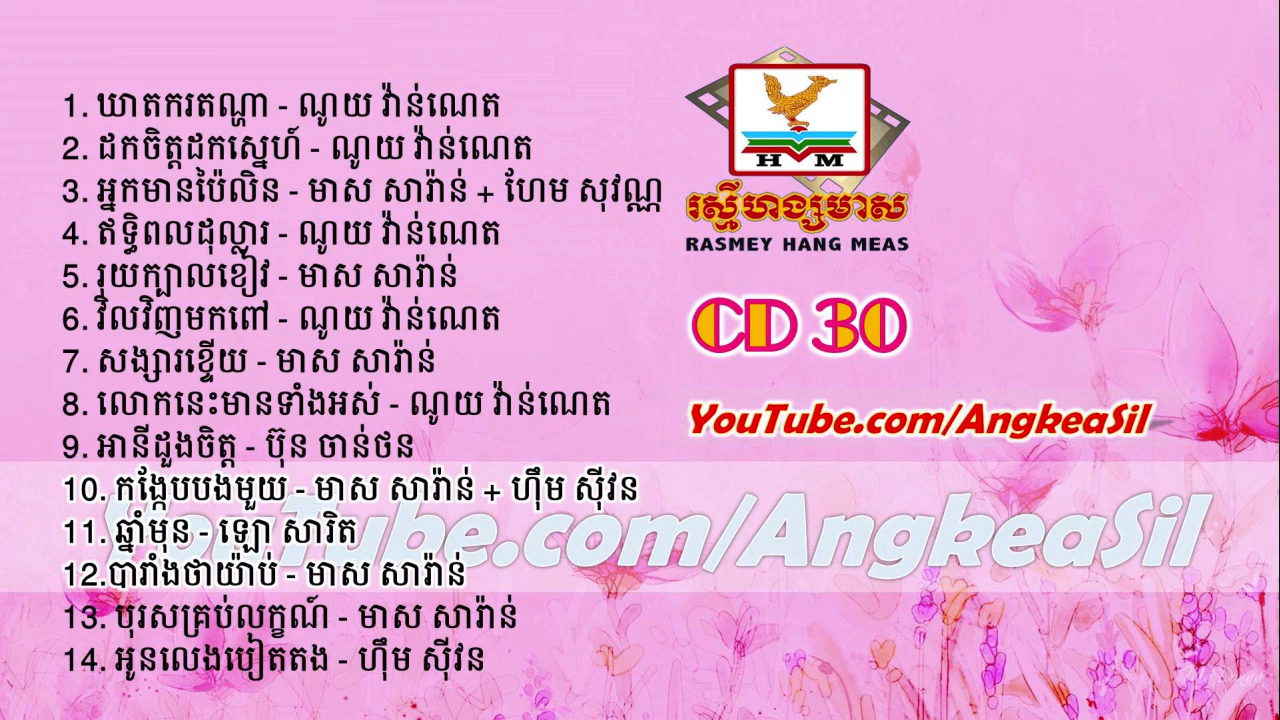 1. ឃាតករតណ្ហា - ណូយ វ៉ាន់ណេត
2. ដកចិត្តដកស្នេហ៍ - ណូយ វ៉ាន់ណេត
3. អ្នកមានប៉ៃលិន - មាស សារ៉ាន់ + ហែម សុវណ្ណ
4. ឥទ្ធិពលដុល្លារ - ណូយ វ៉ាន់ណេត
5. រុយក្បាលខៀវ - មាស សារ៉ាន់
6. វិលវិញមកពៅ - ណូយ វ៉ាន់ណេត
7. សង្សារខ្ទើយ - មាស សារ៉ាន់
8. លោកនេះមានទាំងអស់ - ណូយ វ៉ាន់ណេត
9. អានីដួងចិត្ត - ប៊ុន ចាន់ថន
10. កង្កែបបងមួយ - មាស សារ៉ាន់ + ហ៊ឹម ស៊ីវន
11. ឆ្នាំមុន - ឡោ សារិត
12.បារាំងថាយ៉ាប់ - មាស សារ៉ាន់
13. បុរសគ្រប់លក្ខណ៍ - មាស សារ៉ាន់
14. អូនលេងបៀតតង - ហ៊ឹម ស៊ីវន
H M
រស្មីហង្សមាស
RASMEY HANG MEAS
CD 30
YouTube.com/AngkeaSil
YouTube.com/AngkeaSil